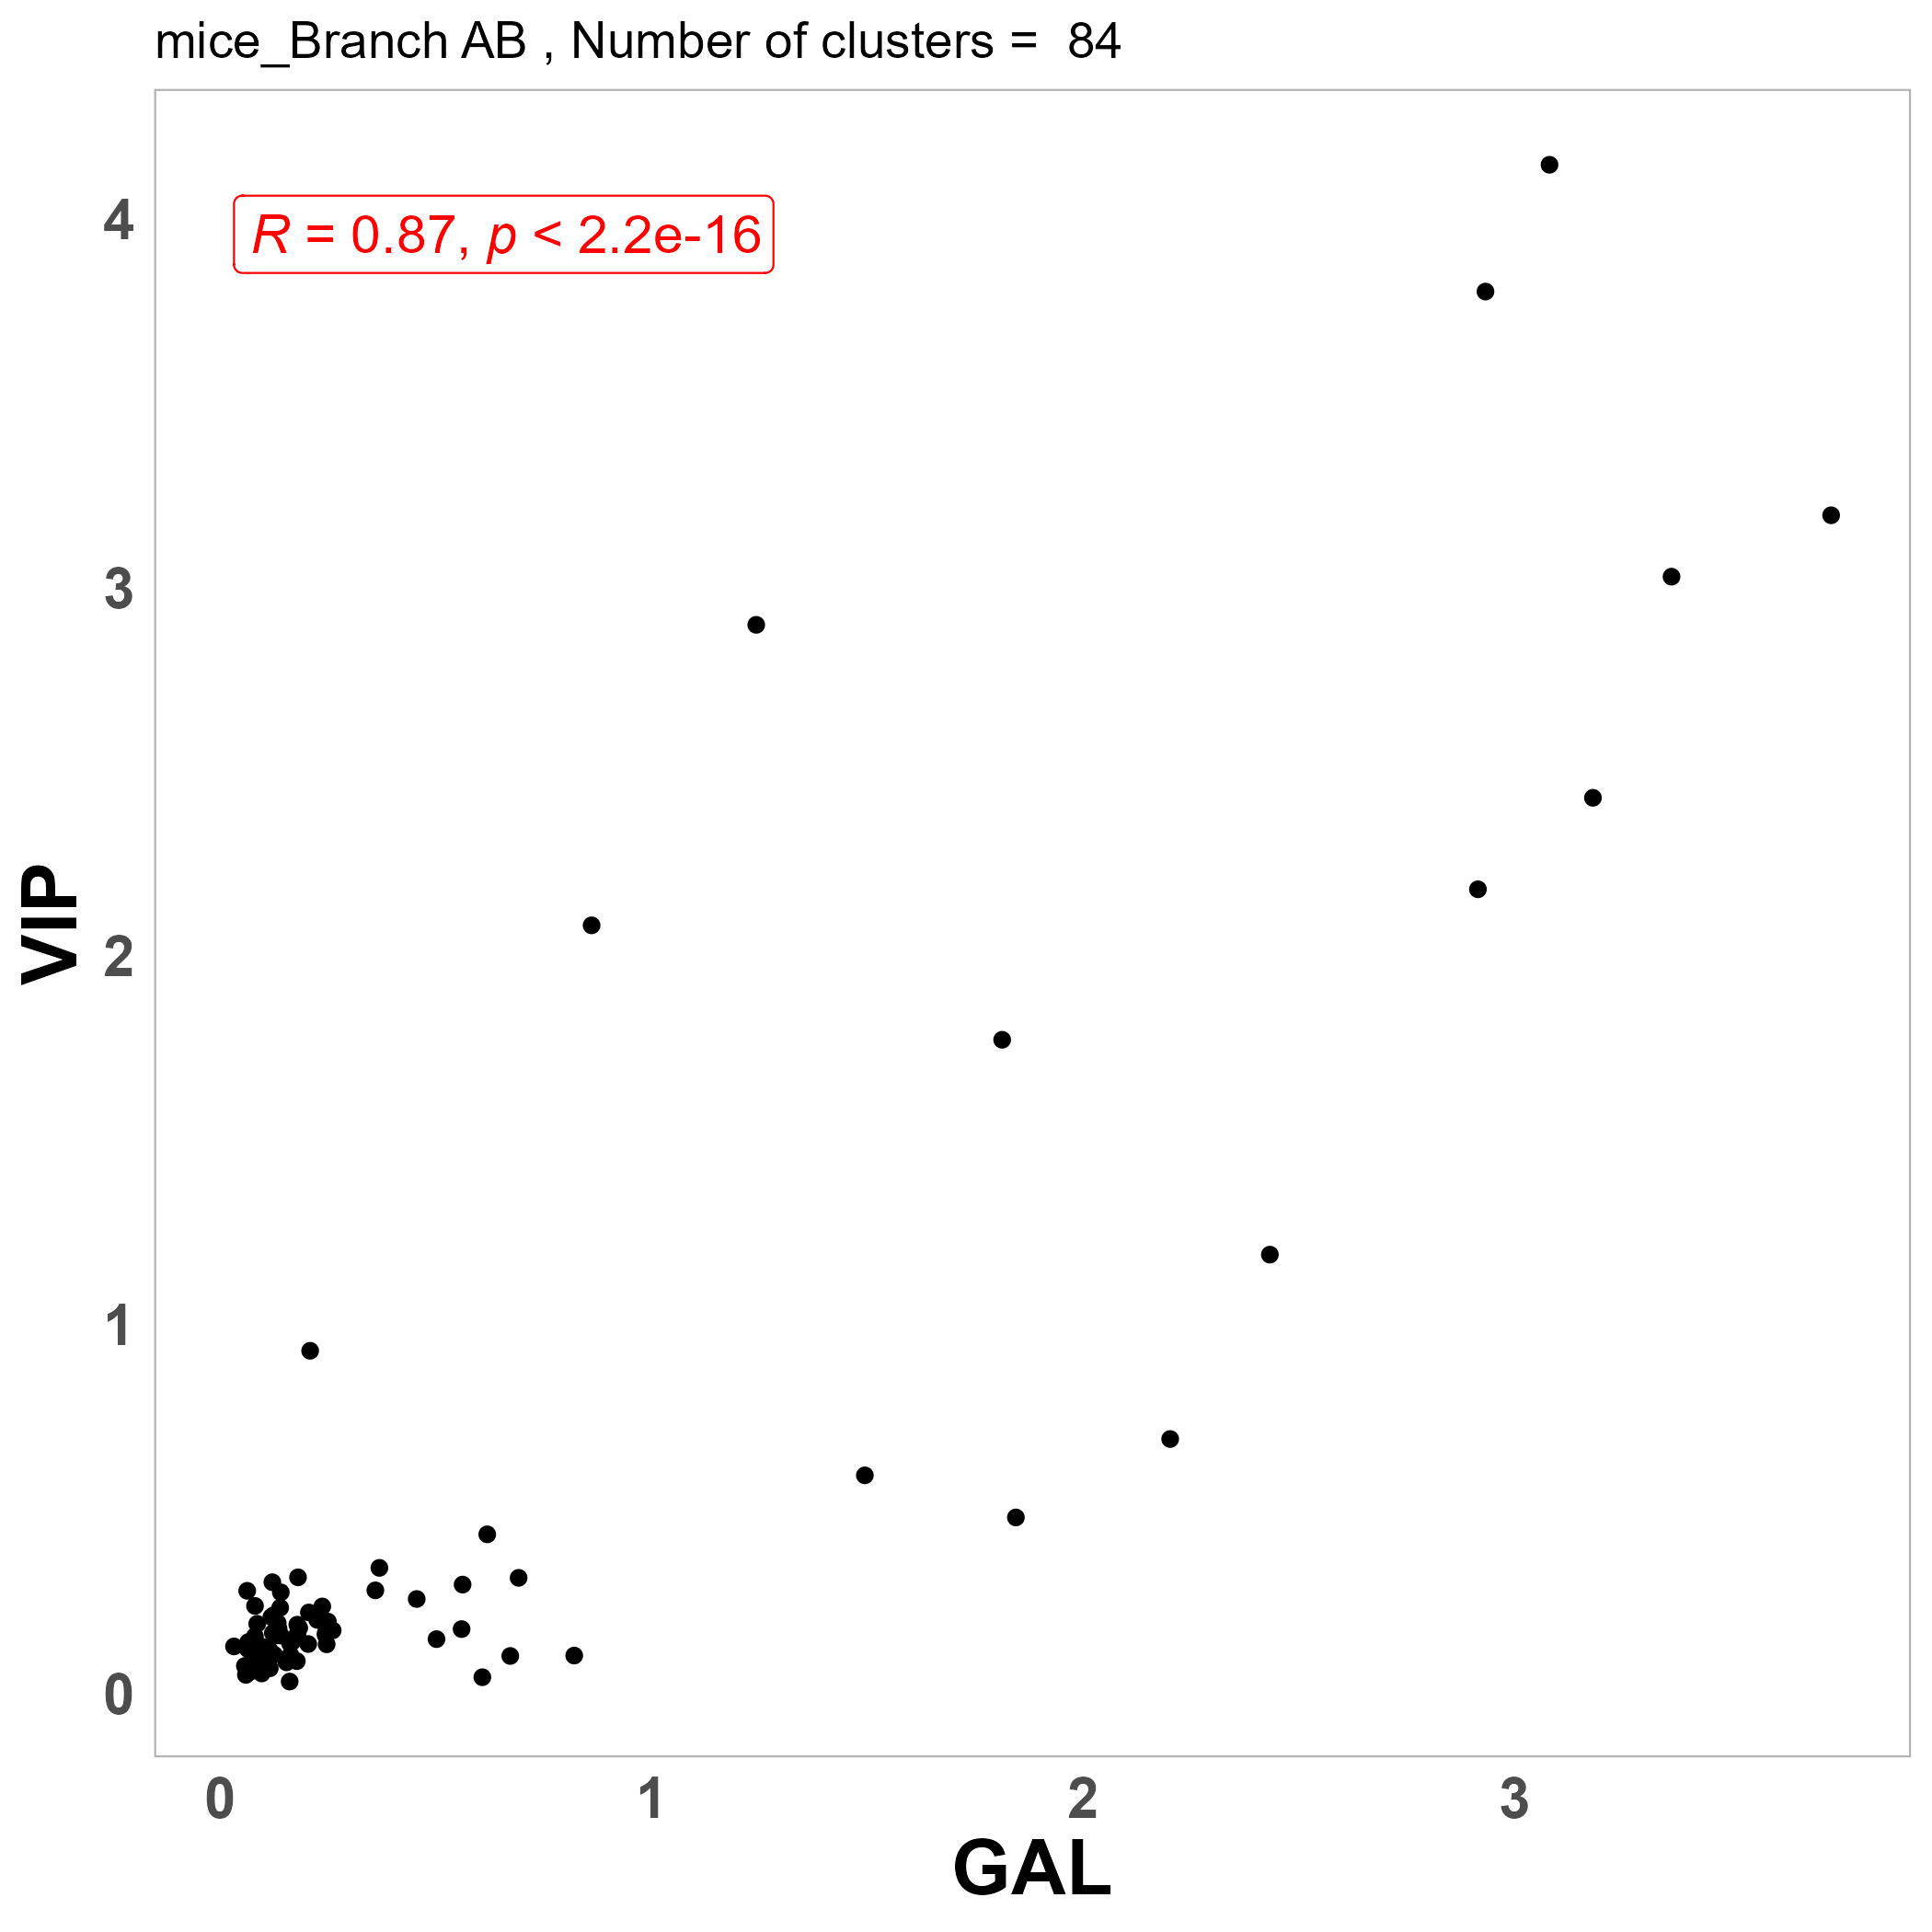 mice_Branch AB , Number of clusters =  84
R = 0.87, p < 2.2e-16
4
3
2
1
0
VIP
0 1 2 3
GAL